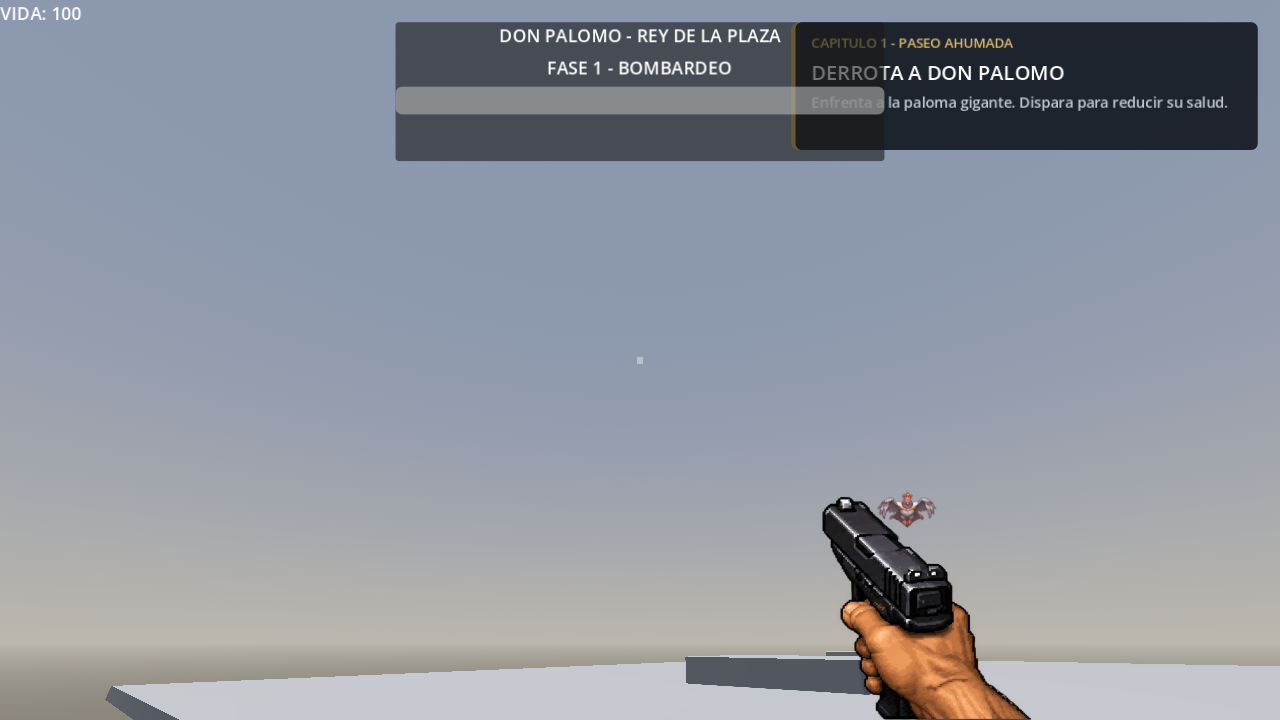 VIDA: 100
DON PALOMO - REY DE LA PLAZA
FASE 1 - BOMBARDEO
CAPITULO 1 - PASEO AHUMADA
DERROTA A DON PALOMO
Enfrenta a la paloma gigante. Dispara para reducir su salud.